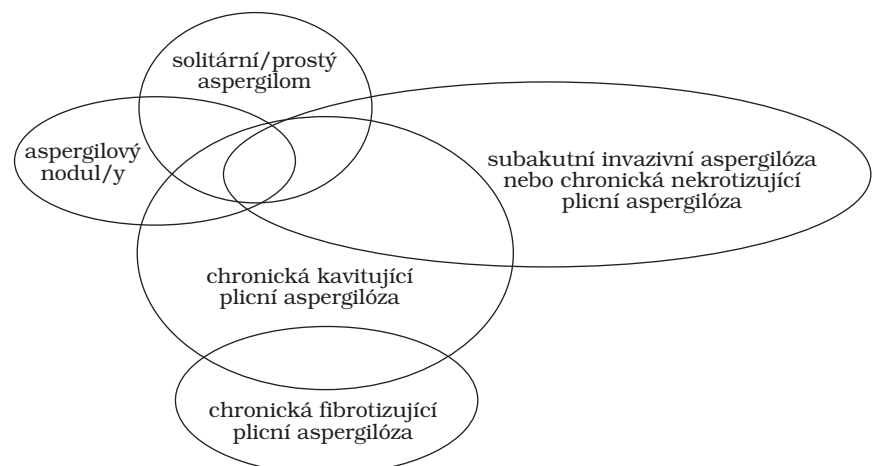 solitární/prostý
aspergilom
aspergilový
nodul/y
subakutní invazivní aspergilóza
nebo chronická nekrotizující
plicní aspergilóza
chronická kavitující
plicní aspergilóza
chronická fibrotizující
plicní aspergilóza